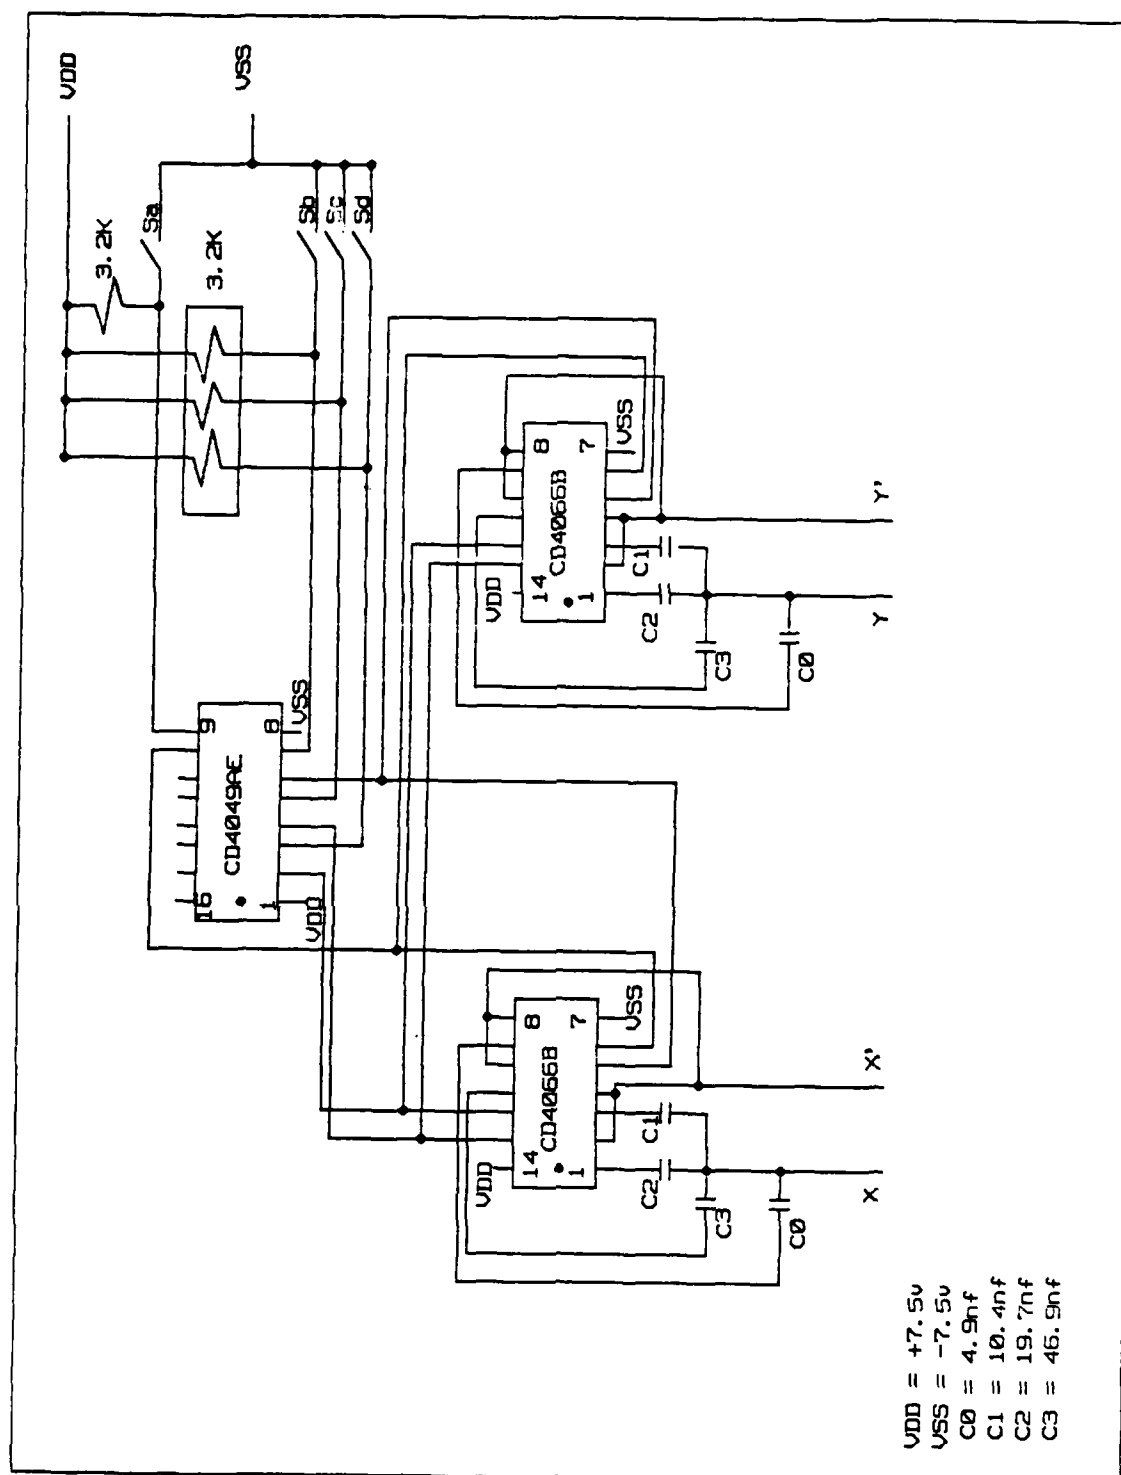 VDD
3.2K
Sa
VSS
3.2K
16 9
CD4049AE
1 8
VDD
VSS
Sb
Sc
Sd
VDD
14 8
CD4066B
1 7
VSS
C2
C1
C3
C0
X
X'
VDD
14 8
CD4066B
1 7
VSS
C2
C1
C3
C0
Y
Y'
VDD = +7.5v
VSS = -7.5v
C0 = 4.9nf
C1 = 10.4nf
C2 = 19.7nf
C3 = 46.9nf